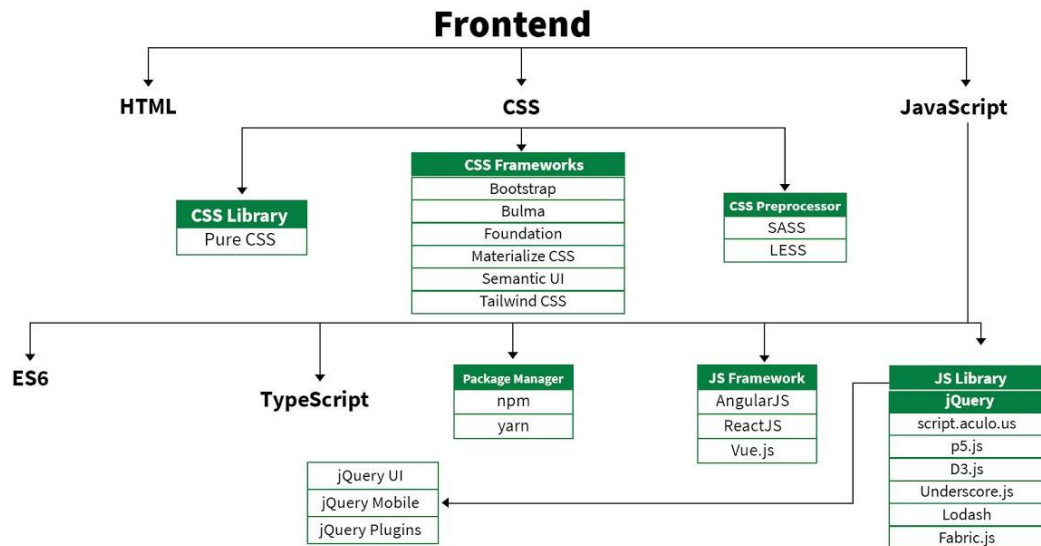 Frontend
HTML
CSS
JavaScript
CSS Library
Pure CSS
CSS Frameworks
Bootstrap
Bulma
Foundation
Materialize CSS
Semantic UI
Tailwind CSS
CSS Preprocessor
SASS
LESS
ES6
TypeScript
Package Manager
npm
yarn
JS Framework
AngularJS
ReactJS
Vue.js
JS Library
jQuery
script.aculo.us
p5.js
D3.js
Underscore.js
Lodash
Fabric.js
jQuery UI
jQuery Mobile
jQuery Plugins